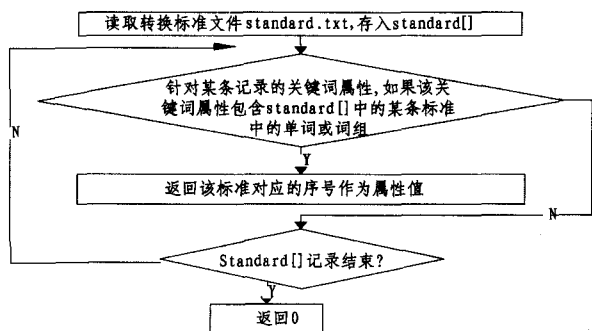 读取转换标准文件standard.txt,存入standard[]
针对某条记录的关键词属性,如果该关
键词属性包含standard[]中的某条标准
中的单词或词组
N
Y
返回该标准对应的序号作为属性值
N
Standard[]记录结束?
Y
返回0